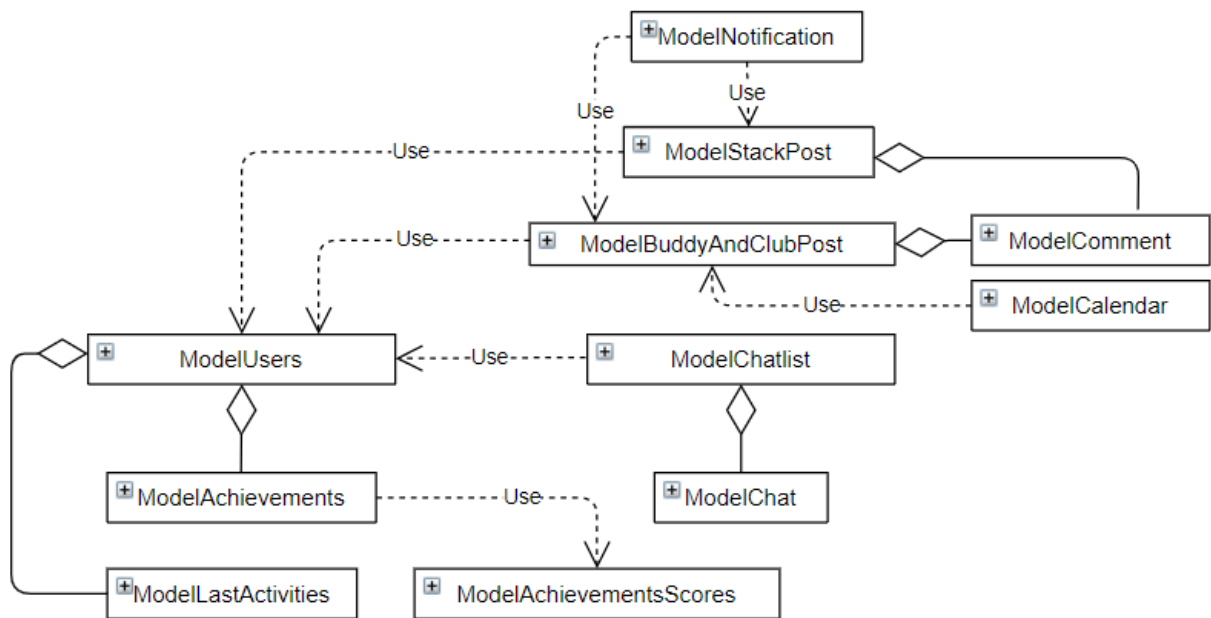 ModelNotification
Use
Use
ModelStackPost
Use
ModelBuddyAndClubPost
Use
ModelComment
ModelCalendar
Use
ModelUsers
Use
ModelChatlist
ModelAchievements
Use
ModelChat
ModelLastActivities
ModelAchievementsScores